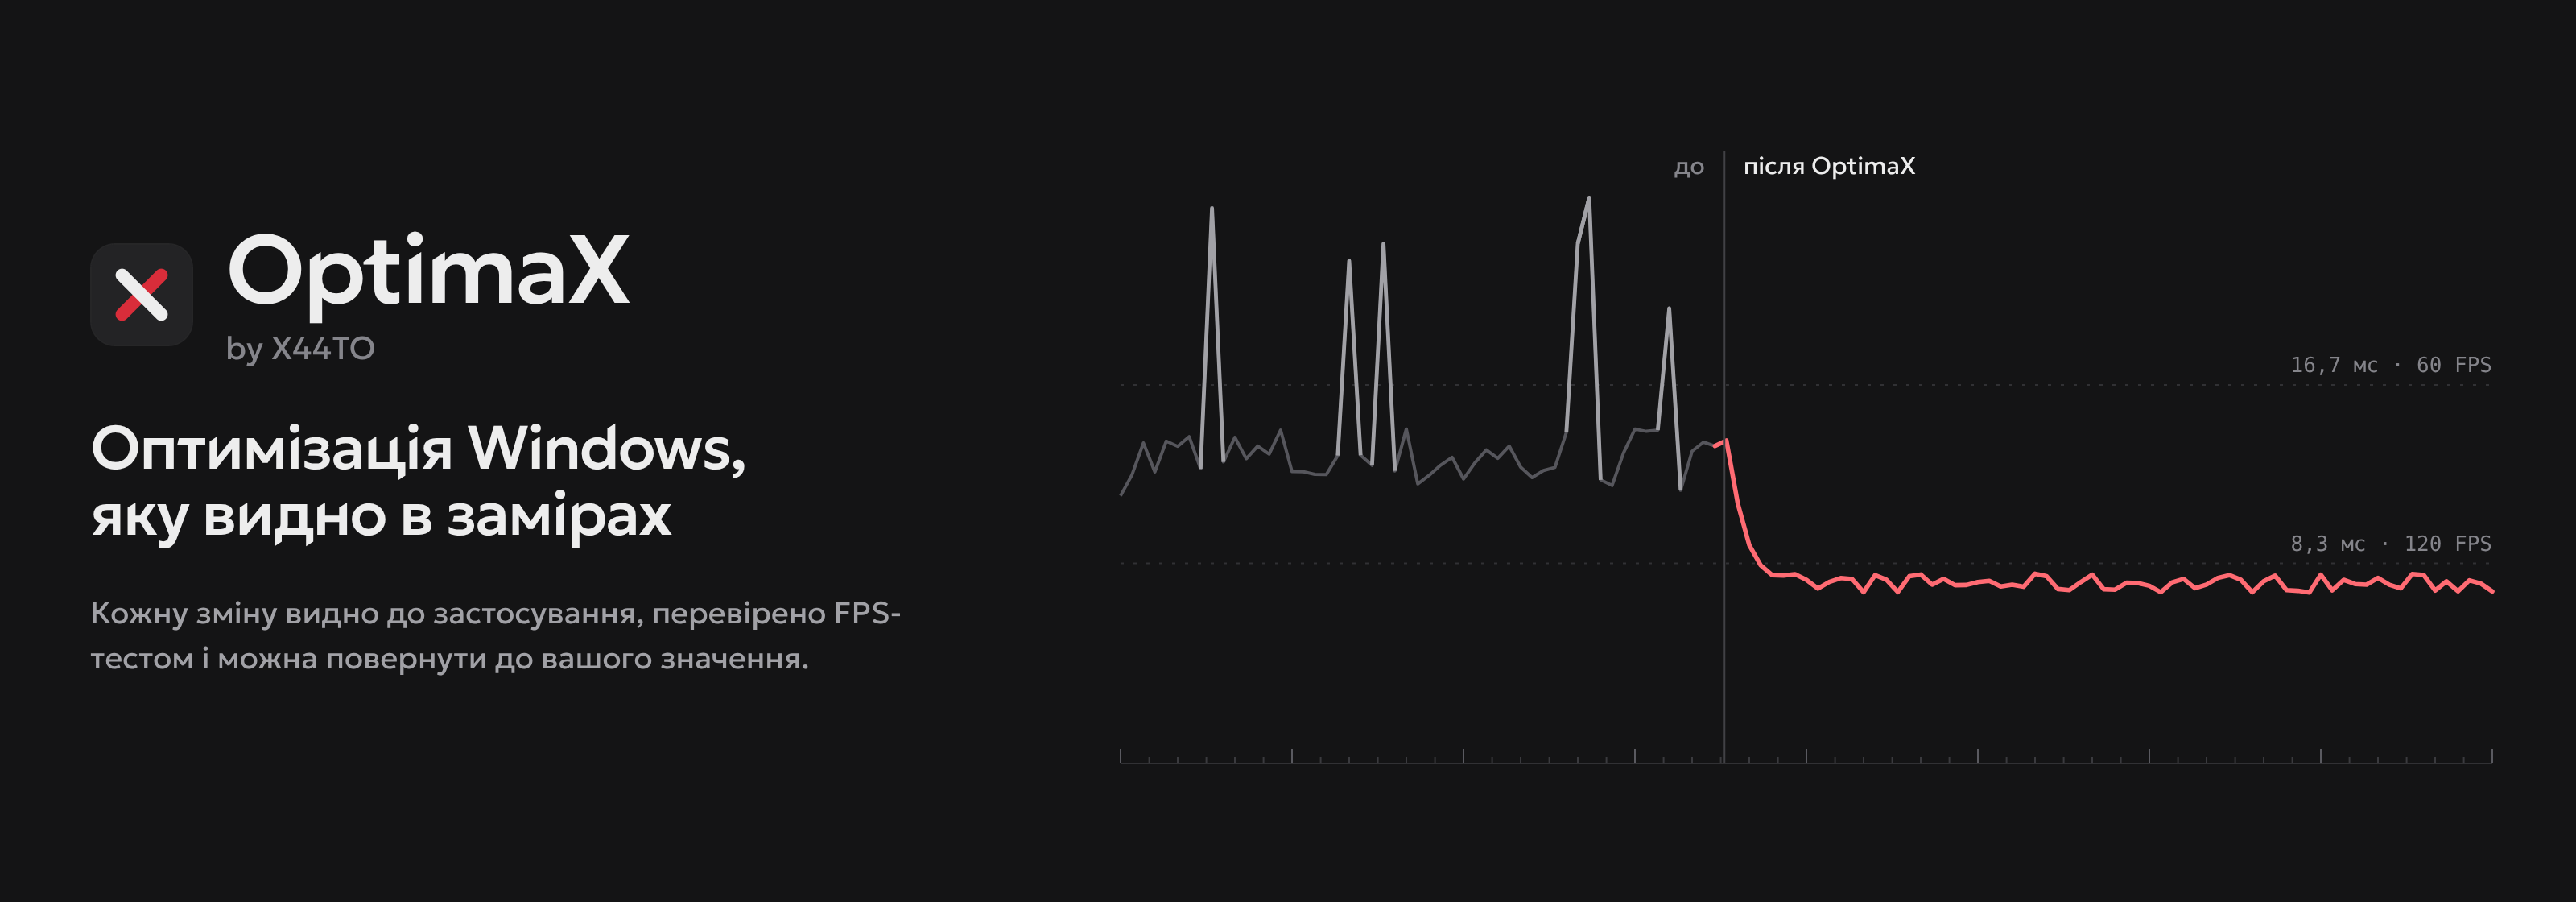 OptimaX
by X44TO
Оптимізація Windows,
яку видно в замірах
Кожну зміну видно до застосування, перевірено FPS-
тестом і можна повернути до вашого значення.
до
після OptimaX
16,7 мс · 60 FPS
8,3 мс · 120 FPS